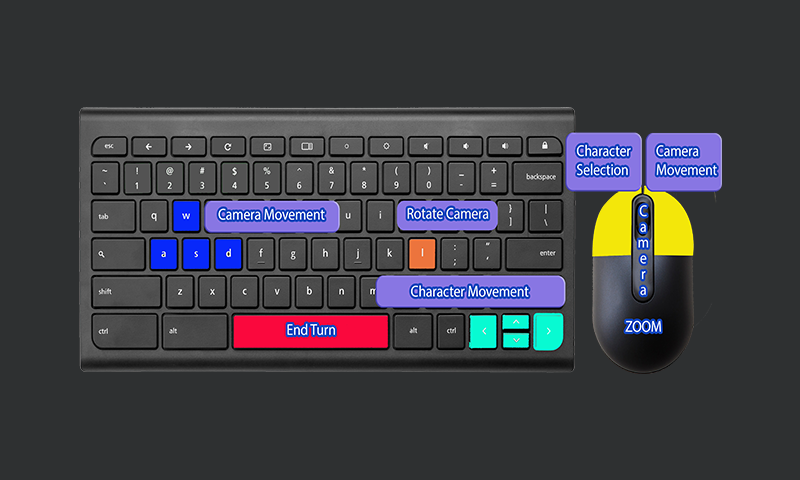 esc
~ ! @ # $ % ^ & * ( ) _ +
` 1 2 3 4 5 6 7 8 9 0 - = backspace
tab q w Camera Movement u i Rotate Camera } |
] \
a s d f g h j k l : " enter
; '
shift z x c v b n m Character Movement
ctrl alt End Turn alt ctrl
Character
Selection
Camera
Movement
Camera
ZOOM